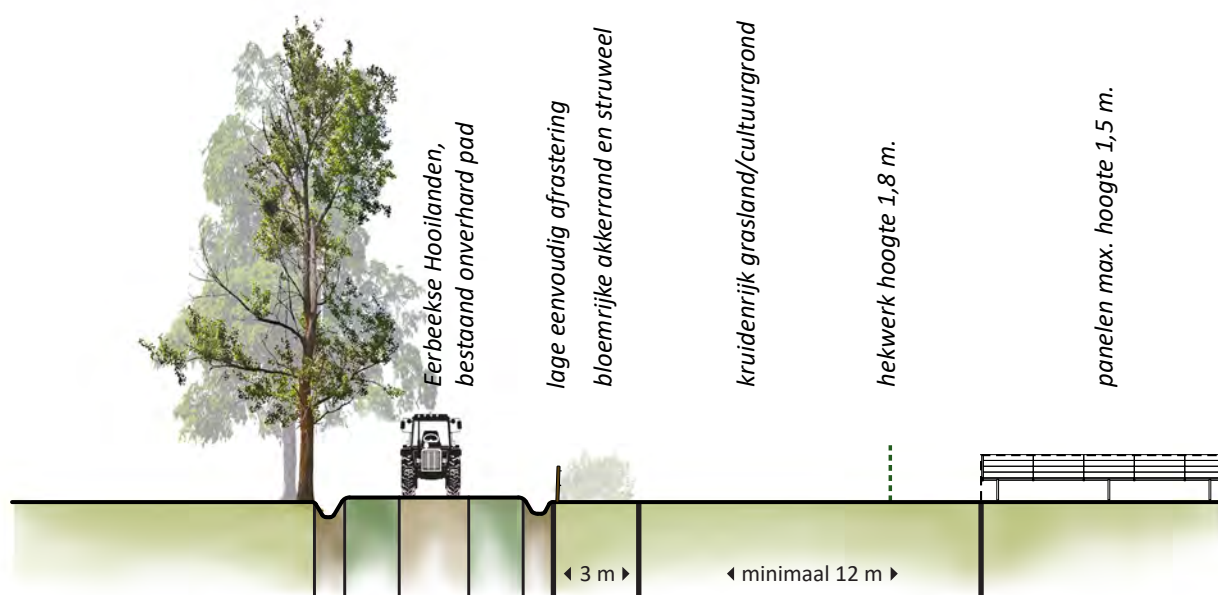 Eerbeekse Hooilanden,
bestaand onverhard pad
lage eenvoudig afrastering
bloemrijke akkerrand en struweel
kruidenrijk grasland/cultuurgrond
hekwerk hoogte 1,8 m.
panelen max. hoogte 1,5 m.
3 m
minimaal 12 m